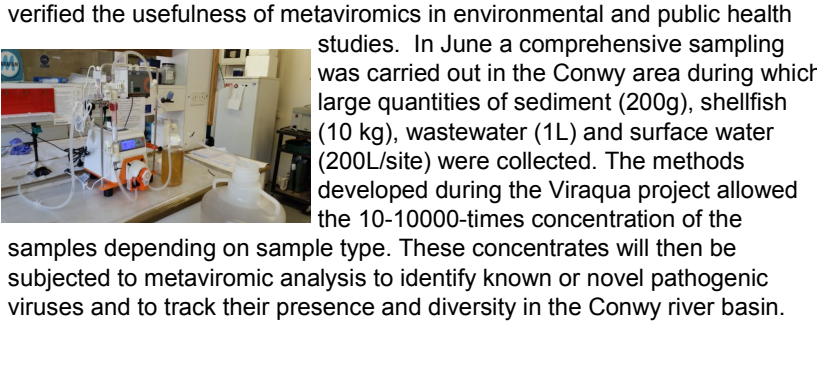 verified the usefulness of metaviromics in environmental and public health
studies.  In June a comprehensive sampling
was carried out in the Conwy area during which
large quantities of sediment (200g), shellfish
(10 kg), wastewater (1L) and surface water
(200L/site) were collected. The methods
developed during the Viraqua project allowed
the 10-10000-times concentration of the
samples depending on sample type. These concentrates will then be
subjected to metaviromic analysis to identify known or novel pathogenic
viruses and to track their presence and diversity in the Conwy river basin.